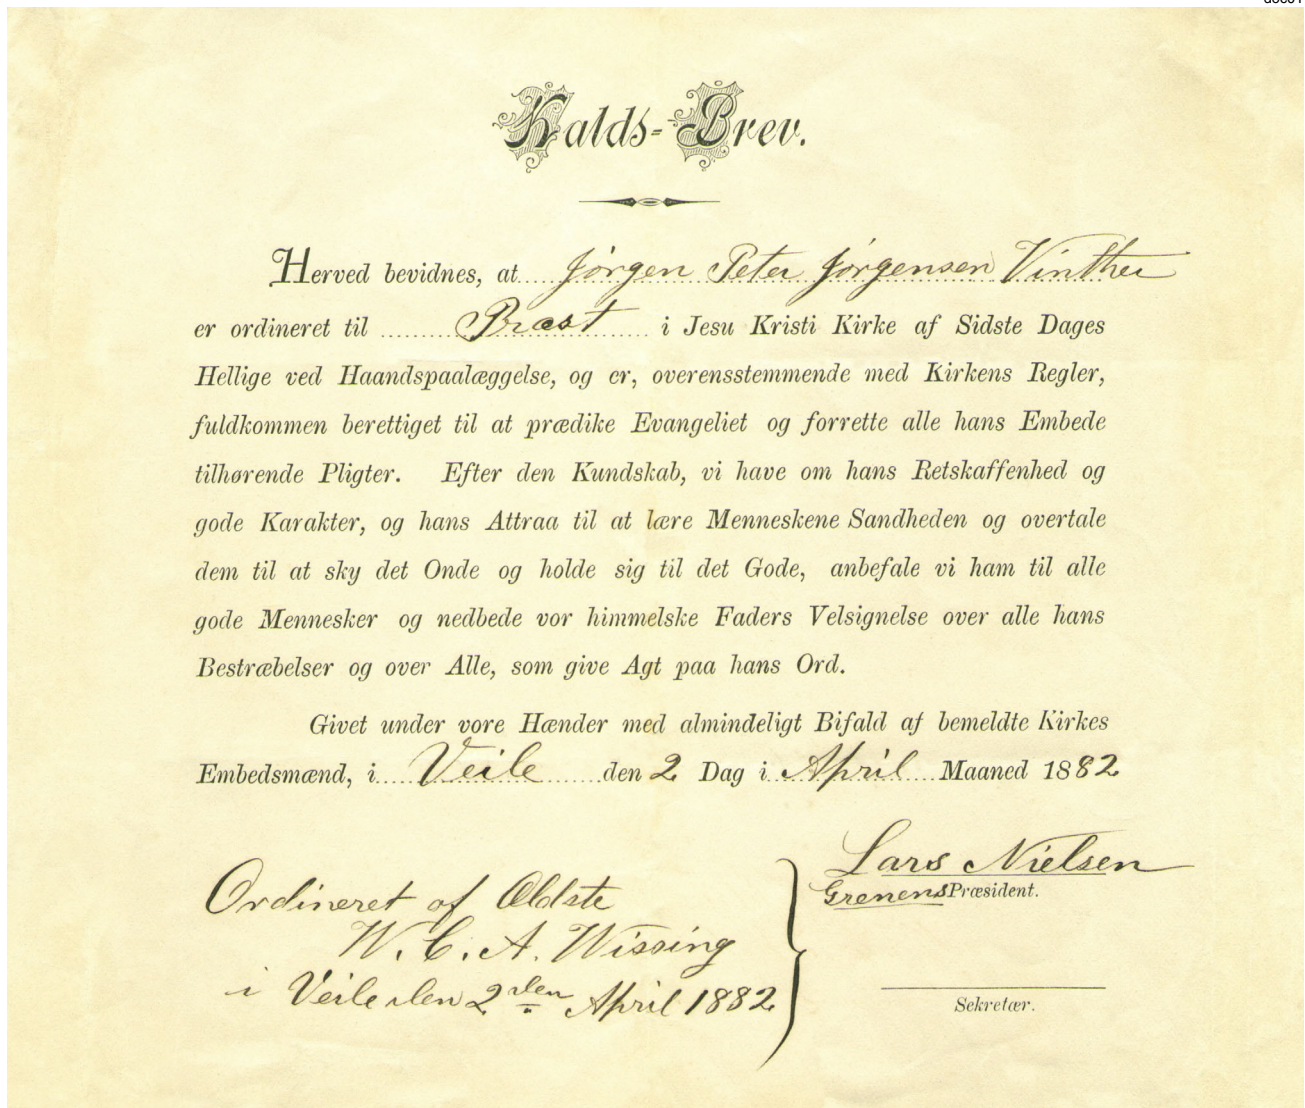 Kalds-Brev.
Herved bevidnes, at Jørgen Peter Jørgensen Vinther
er ordineret til Præst i Jesu Kristi Kirke af Sidste Dages
Hellige ved Haandspaalæggelse, og er, overensstemmende med Kirkens Regler,
fuldkommen berettiget til at prædike Evangeliet og forrette alle hans Embede
tilhørende Pligter. Efter den Kundskab, vi have om hans Retskaffenhed og
gode Karakter, og hans Attraa til at lære Menneskene Sandheden og overtale
dem til at sky det Onde og holde sig til det Gode, anbefale vi ham til alle
gode Mennesker og nedbede vor himmelske Faders Velsignelse over alle hans
Bestræbelser og over Alle, som give Agt paa hans Ord.
Givet under vore Hænder med almindeligt Bifald af bemeldte Kirkes
Embedsmænd, i Veile den 2 Dag i April Maaned 1882
Lars Nielsen
Grenens Præsident.
Ordineret af Ældste
W. C. A. Wissing
i Veile den 2den April 1882
Sekretær.